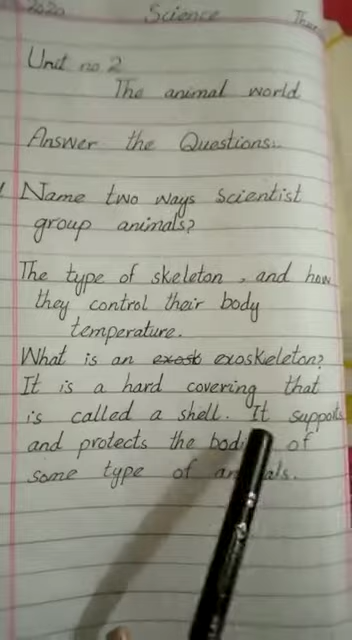 2020 Science
Unit no 2
The animal world
Answer the Questions.
Name two ways scientist
group animals?
The type of skeleton, and how
they control their body
temperature.
What is an exoskeleton?
It is a hard covering that
is called a shell. It supports
and protects the of
some type of